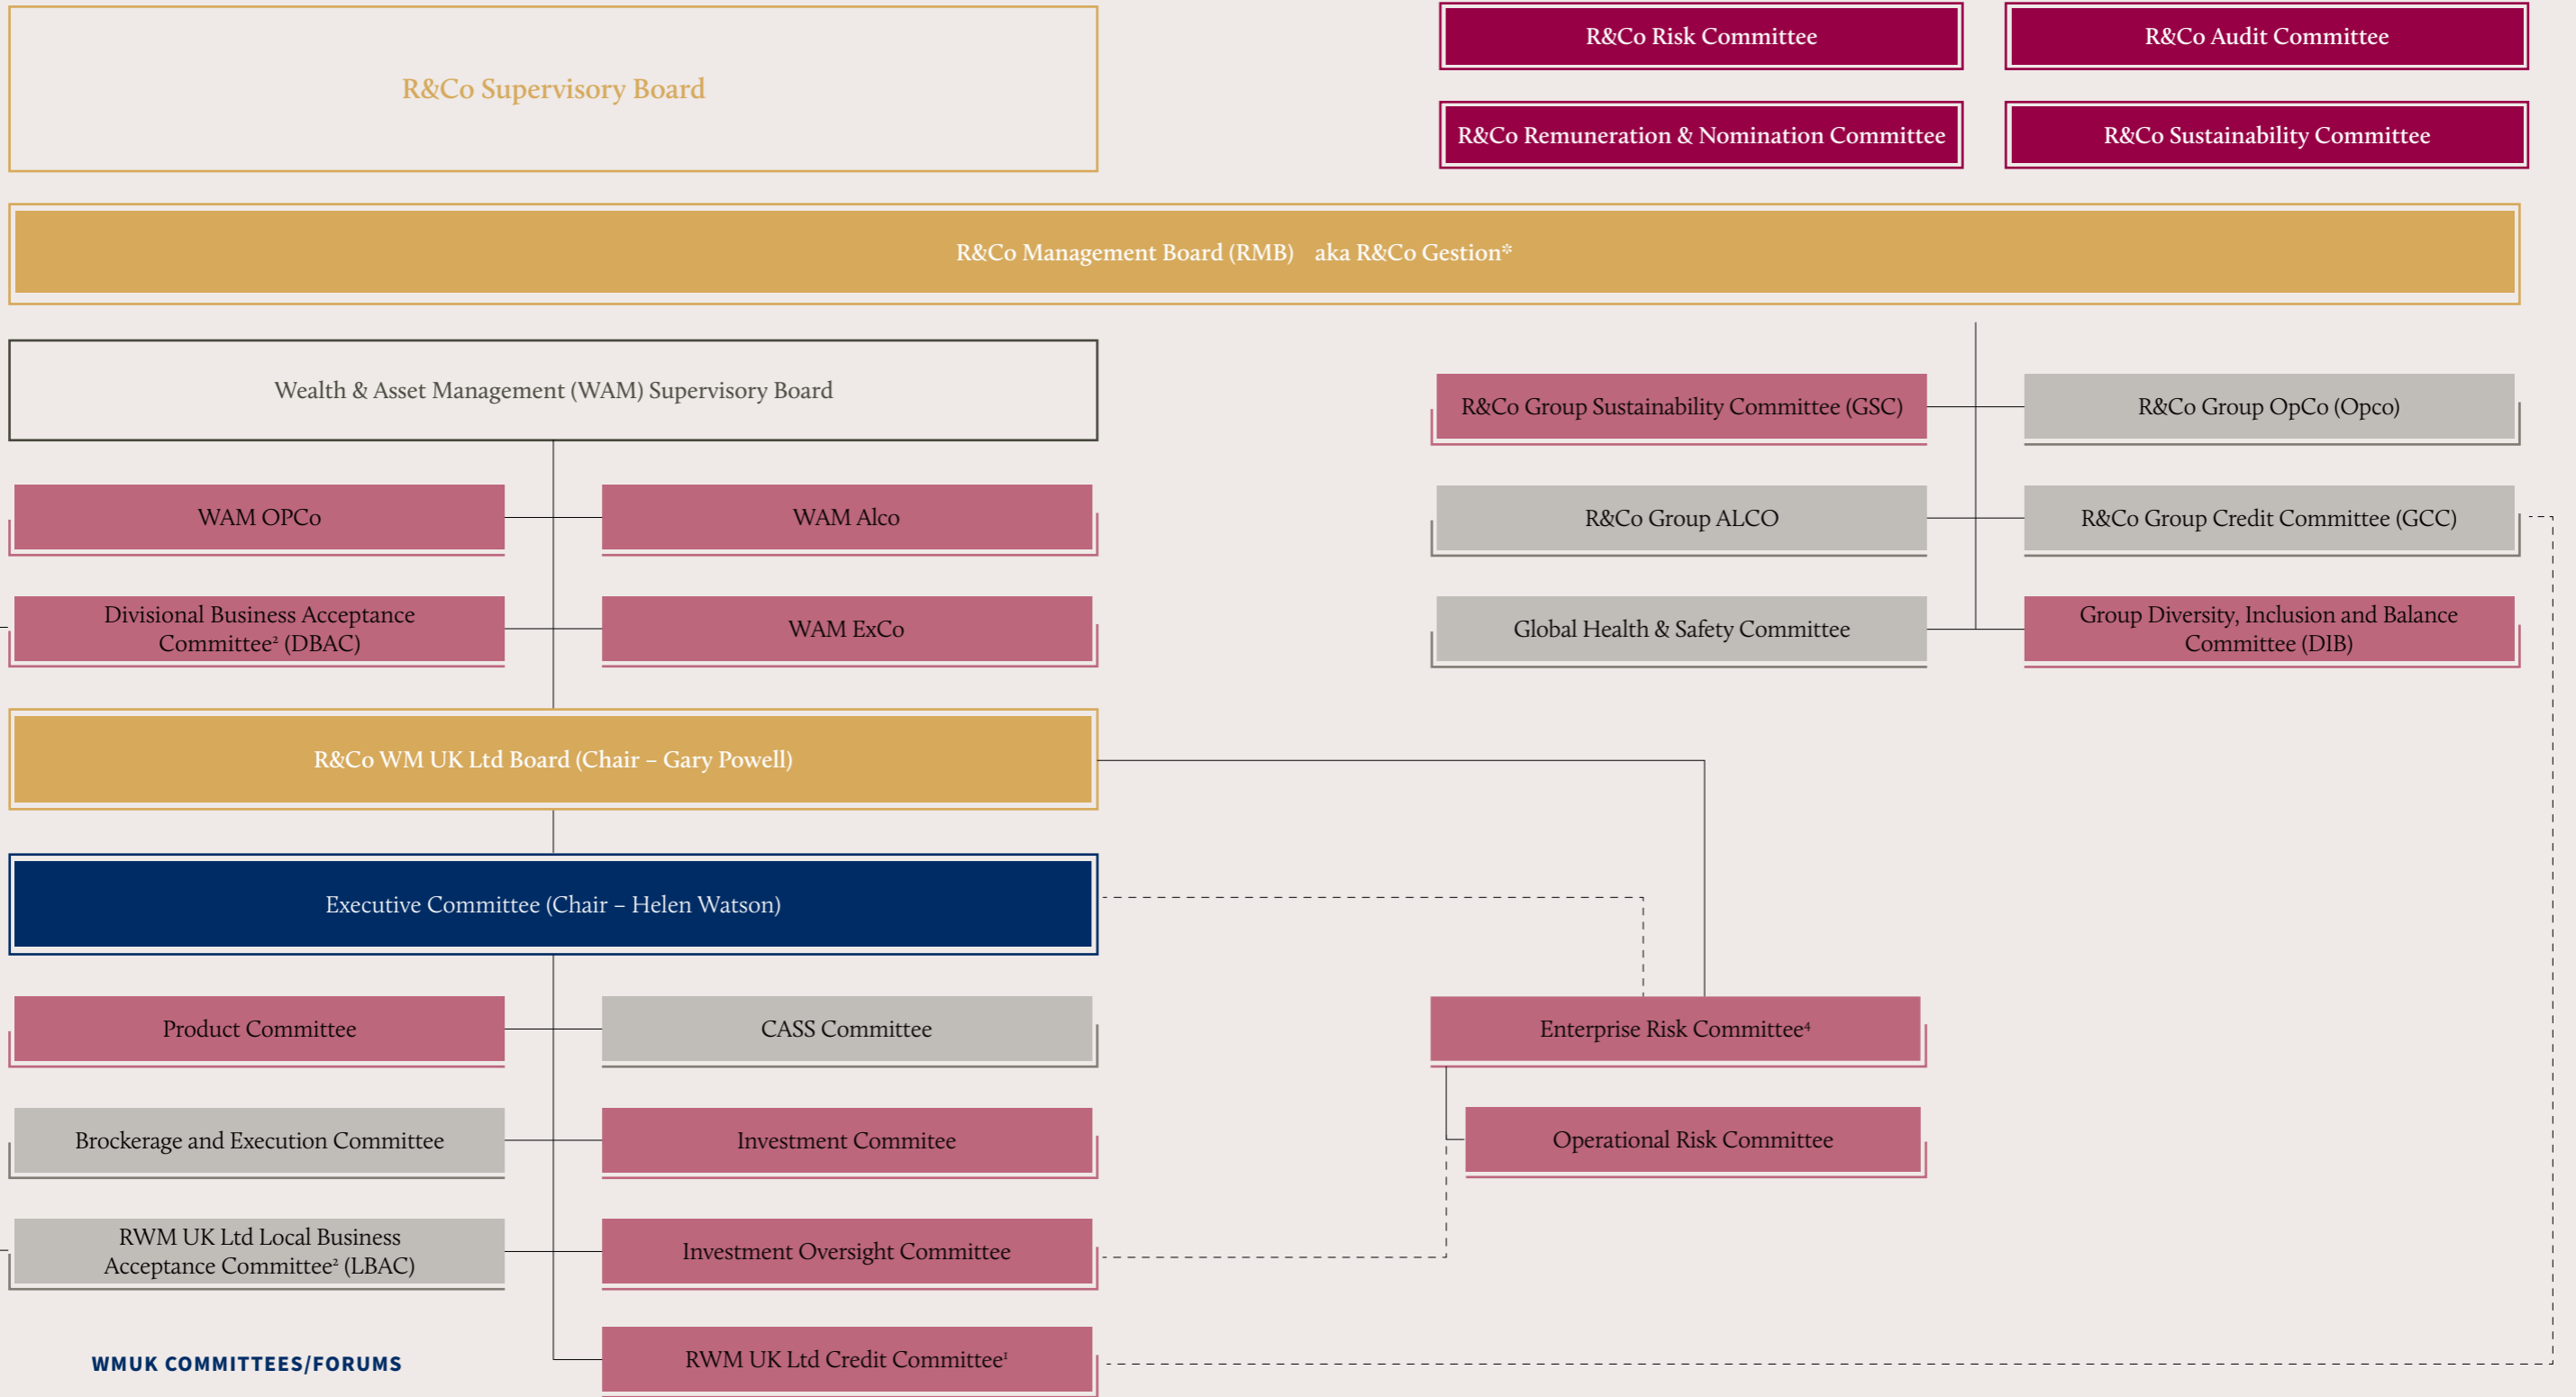 R&Co Supervisory Board
R&Co Risk Committee
R&Co Audit Committee
R&Co Remuneration & Nomination Committee
R&Co Sustainability Committee
R&Co Management Board (RMB) aka R&Co Gestion*
Wealth & Asset Management (WAM) Supervisory Board
WAM OPCo
WAM Alco
Divisional Business Acceptance
Committee² (DBAC)
WAM ExCo
R&Co Group Sustainability Committee (GSC)
R&Co Group OpCo (Opco)
R&Co Group ALCO
R&Co Group Credit Committee (GCC)
Global Health & Safety Committee
Group Diversity, Inclusion and Balance
Committee (DIB)
R&Co WM UK Ltd Board (Chair – Gary Powell)
Executive Committee (Chair – Helen Watson)
Product Committee
CASS Committee
Brockerage and Execution Committee
Investment Commitee
RWM UK Ltd Local Business
Acceptance Committee² (LBAC)
Investment Oversight Committee
RWM UK Ltd Credit Committee¹
Enterprise Risk Committee⁴
Operational Risk Committee
WMUK COMMITTEES/FORUMS